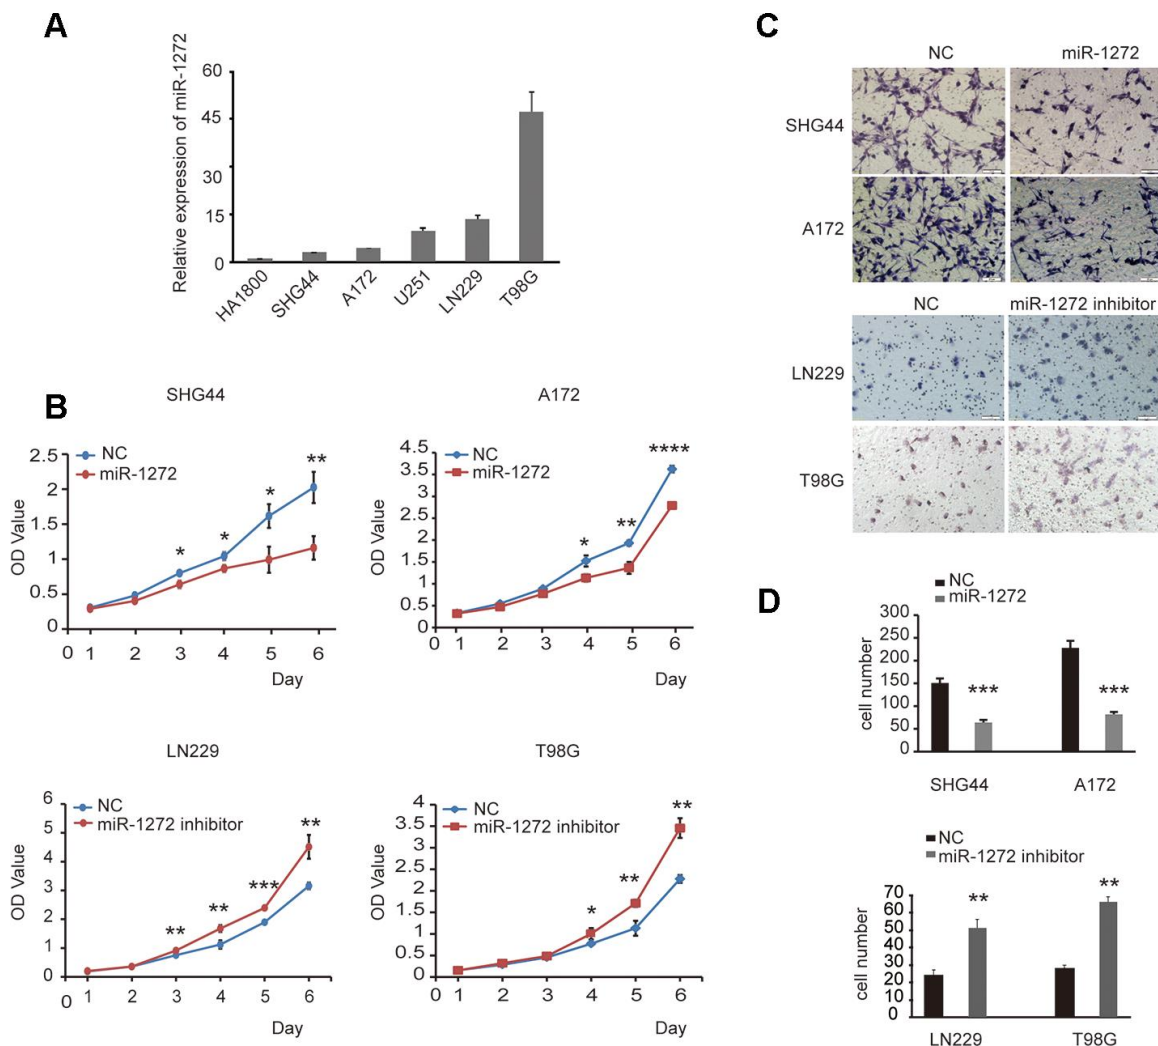 A
Relative expression of miR-1272
60
45
30
15
0
HA1800
SHG44
A172
U251
LN229
T98G
B
SHG44
NC
miR-1272
OD Value
2.5
2
1.5
1
0.5
0
*
*
*
**
0 1 2 3 4 5 6
Day
A172
NC
miR-1272
OD Value
4.5
3.5
3
2.5
2
1.5
1
0.5
0
*
**
****
0 1 2 3 4 5 6
Day
LN229
NC
miR-1272 inhibitor
OD Value
6
5
4
3
2
1
0
**
**
***
**
0 1 2 3 4 5 6
Day
T98G
NC
miR-1272 inhibitor
OD Value
4
3.5
3
2.5
2
1.5
1
0.5
0
*
**
**
0 1 2 3 4 5 6
Day
C
NC miR-1272
SHG44
A172
NC miR-1272 inhibitor
LN229
T98G
D
NC
miR-1272
cell number
300
250
200
150
100
50
0
***
***
SHG44 A172
NC
miR-1272 inhibitor
cell number
70
60
50
40
30
20
10
0
**
**
LN229 T98G